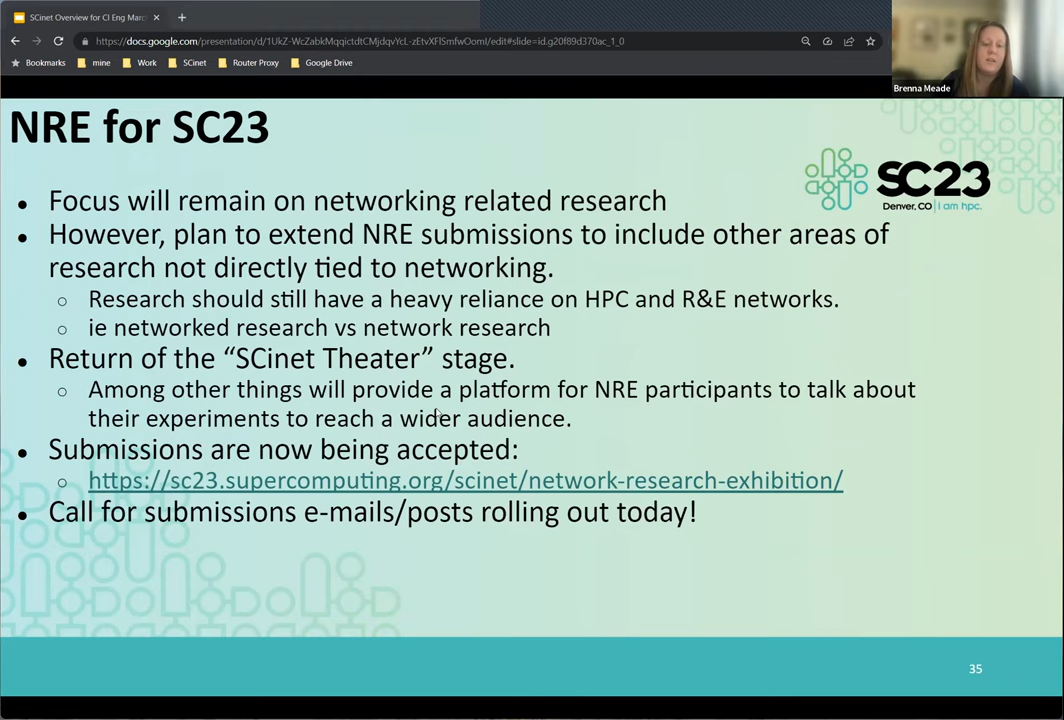 SCinet Overview for CI Eng Marc
https://docs.google.com/presentation/d/1UkZ-WcZabkMqqictdtCMjdqvYcL-zEtvXFlSmfwOomI/edit#slide=id.g20f89d370ac_1_0
Bookmarks mine Work SCinet Router Proxy Google Drive
Brenna Meade
NRE for SC23
SC23
Denver, CO | I am hpc.
• Focus will remain on networking related research
• However, plan to extend NRE submissions to include other areas of
research not directly tied to networking.
○ Research should still have a heavy reliance on HPC and R&E networks.
○ ie networked research vs network research
• Return of the “SCinet Theater” stage.
○ Among other things will provide a platform for NRE participants to talk about
their experiments to reach a wider audience.
• Submissions are now being accepted:
○ https://sc23.supercomputing.org/scinet/network-research-exhibition/
• Call for submissions e-mails/posts rolling out today!
35